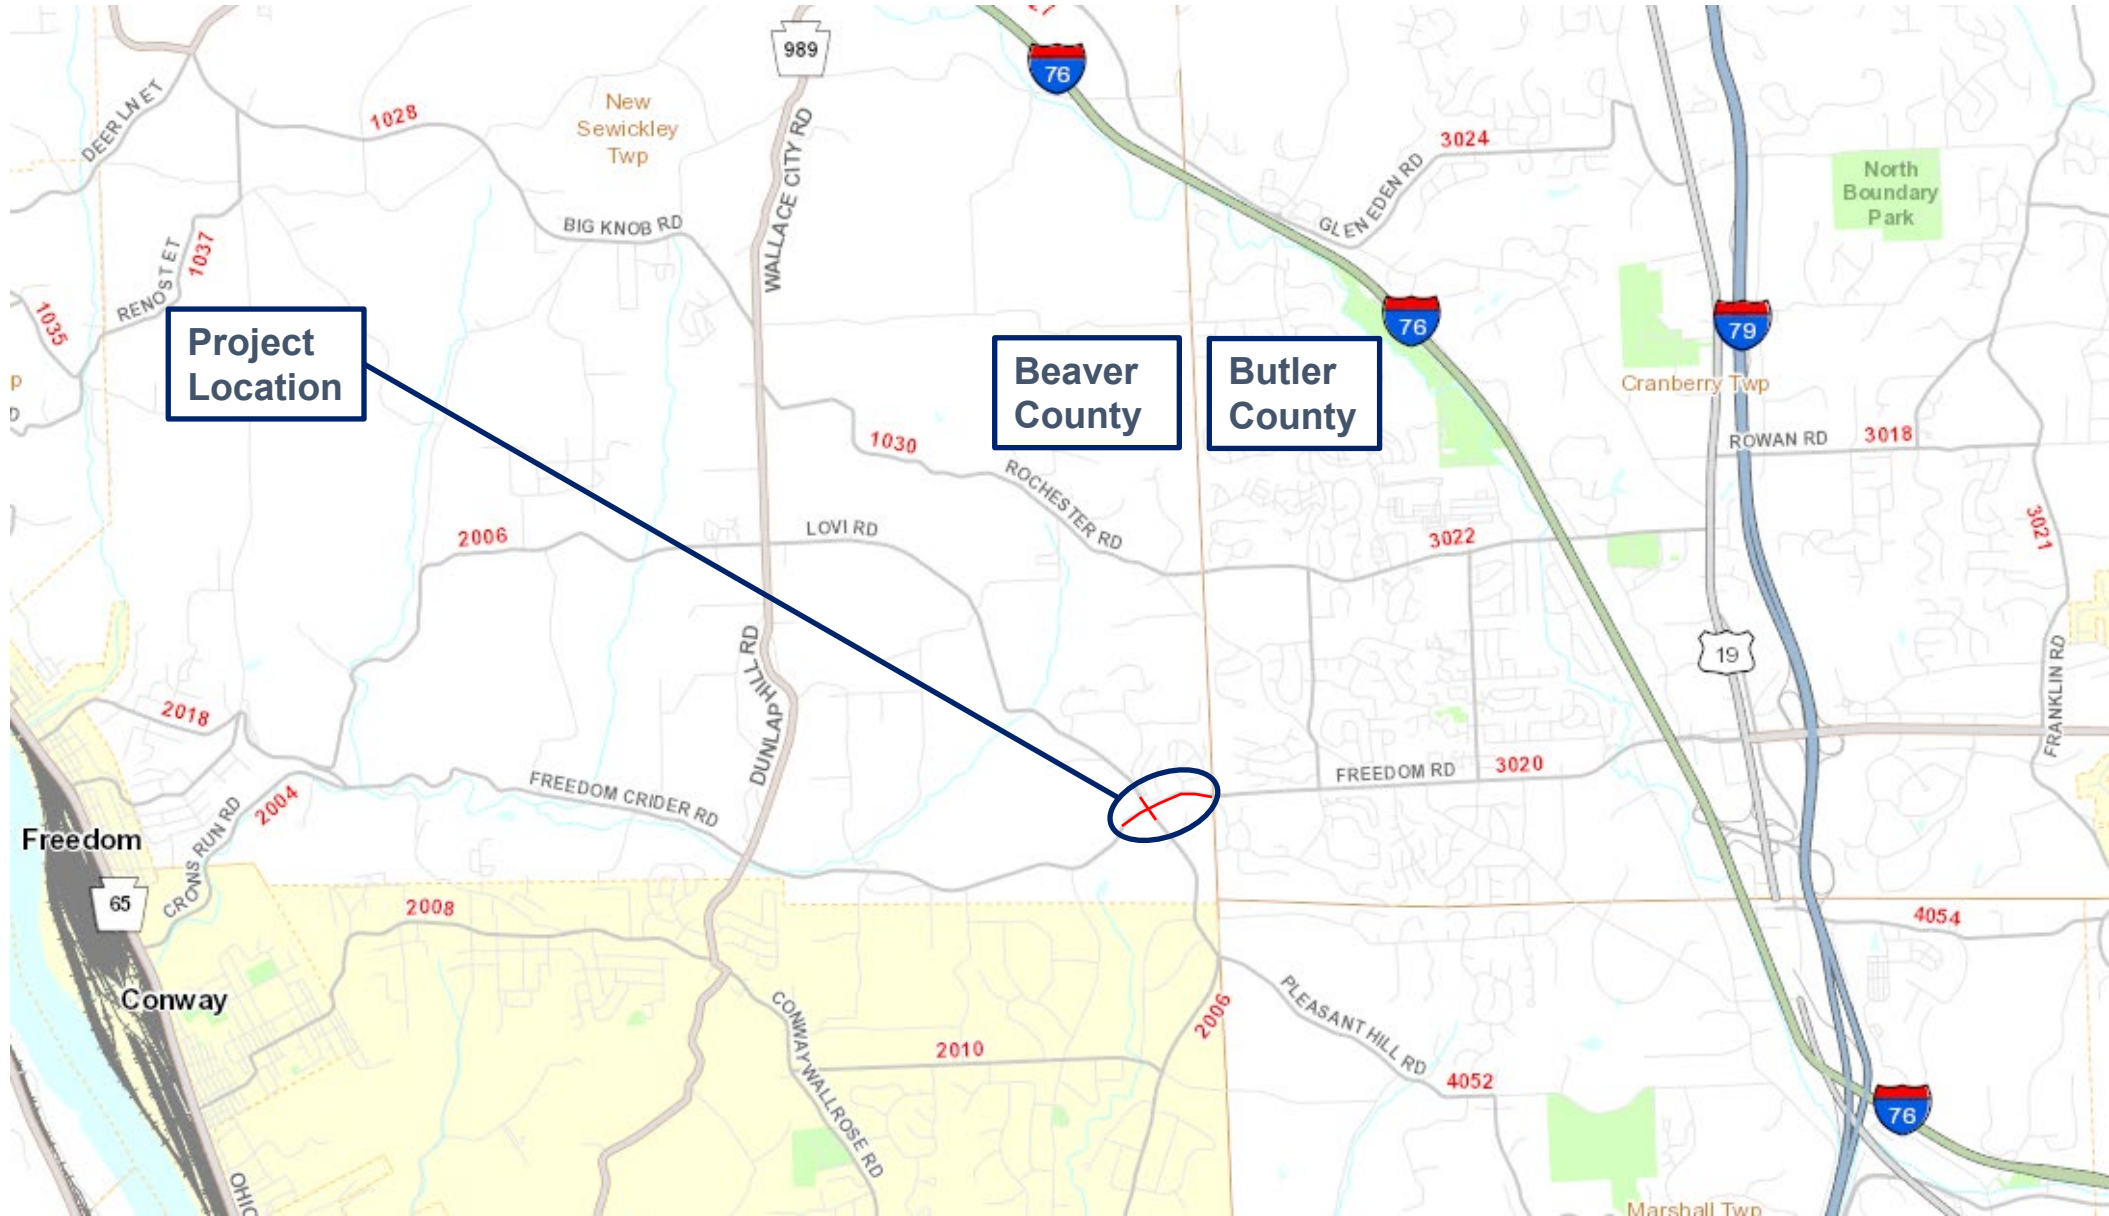 989
76
DEER LN ET
1028
New
Sewickley
Twp
WALLACE CITY RD
3024
GLEN EDEN RD
North
Boundary
Park
BIG KNOB RD
RENO ST ET
1037
1035
Project
Location
Beaver
County
Butler
County
76
79
Cranberry Twp
ROWAN RD
3018
1030
ROCHESTER RD
2006
LOVI RD
3022
3021
19
DUNLAP HILL RD
FRANKLIN RD
2018
FREEDOM CRIDER RD
FREEDOM RD
3020
CRONS RUN RD
2004
Freedom
65
2008
4054
Conway
CONWAY WALLROSE RD
2010
2006
PLEASANT HILL RD
4052
76
OHIO
Marshall Twp